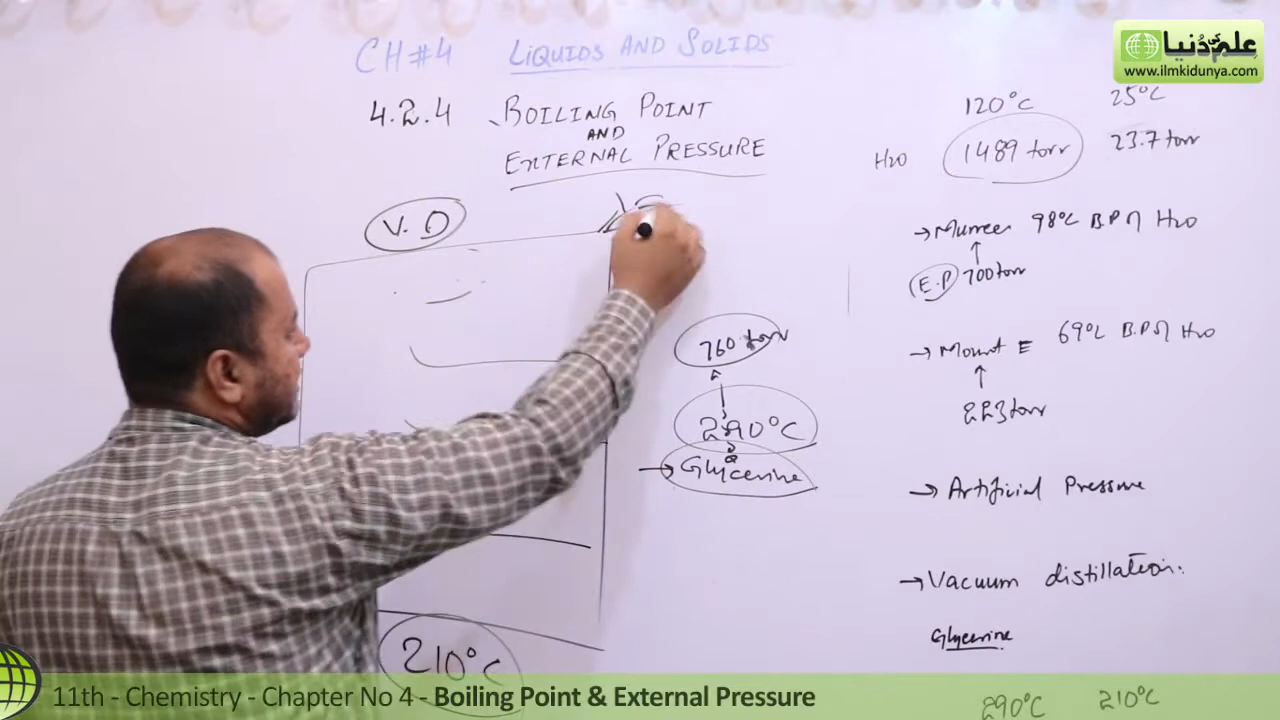 علم کی دنیا
www.ilmkidunya.com
CH#4 LIQUIDS AND SOLIDS
4.2.4 BOILING POINT
AND
EXTERNAL PRESSURE
V.D
120°C 25°C
H2O 1489 torr 23.7 torr
→ Murree 98°C B.P of H2O
E.P 700 torr
760 torr
→ Mount E 69°C B.P of H2O
223 torr
290°C
→ Glycerine
→ Artificial Pressure
→ Vacuum distillation.
Glycerine
210°C
290°C 210°C
11th - Chemistry - Chapter No 4 - Boiling Point & External Pressure